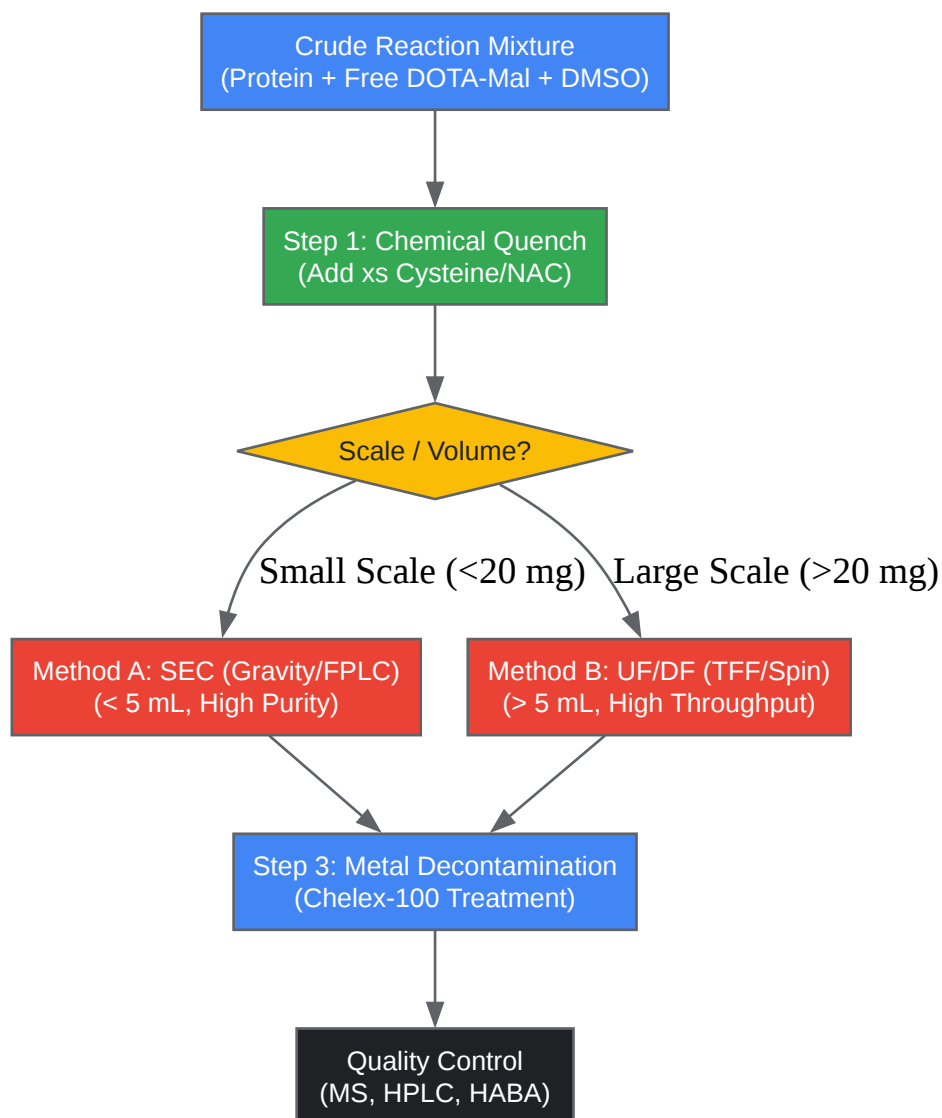 Crude Reaction Mixture
(Protein + Free DOTA-Mal + DMSO)
Step 1: Chemical Quench
(Add xs Cysteine/NAC)
Scale / Volume?
Small Scale (<20 mg)
Large Scale (>20 mg)
Method A: SEC (Gravity/FPLC)
(< 5 mL, High Purity)
Method B: UF/DF (TFF/Spin)
(> 5 mL, High Throughput)
Step 3: Metal Decontamination
(Chelex-100 Treatment)
Quality Control
(MS, HPLC, HABA)